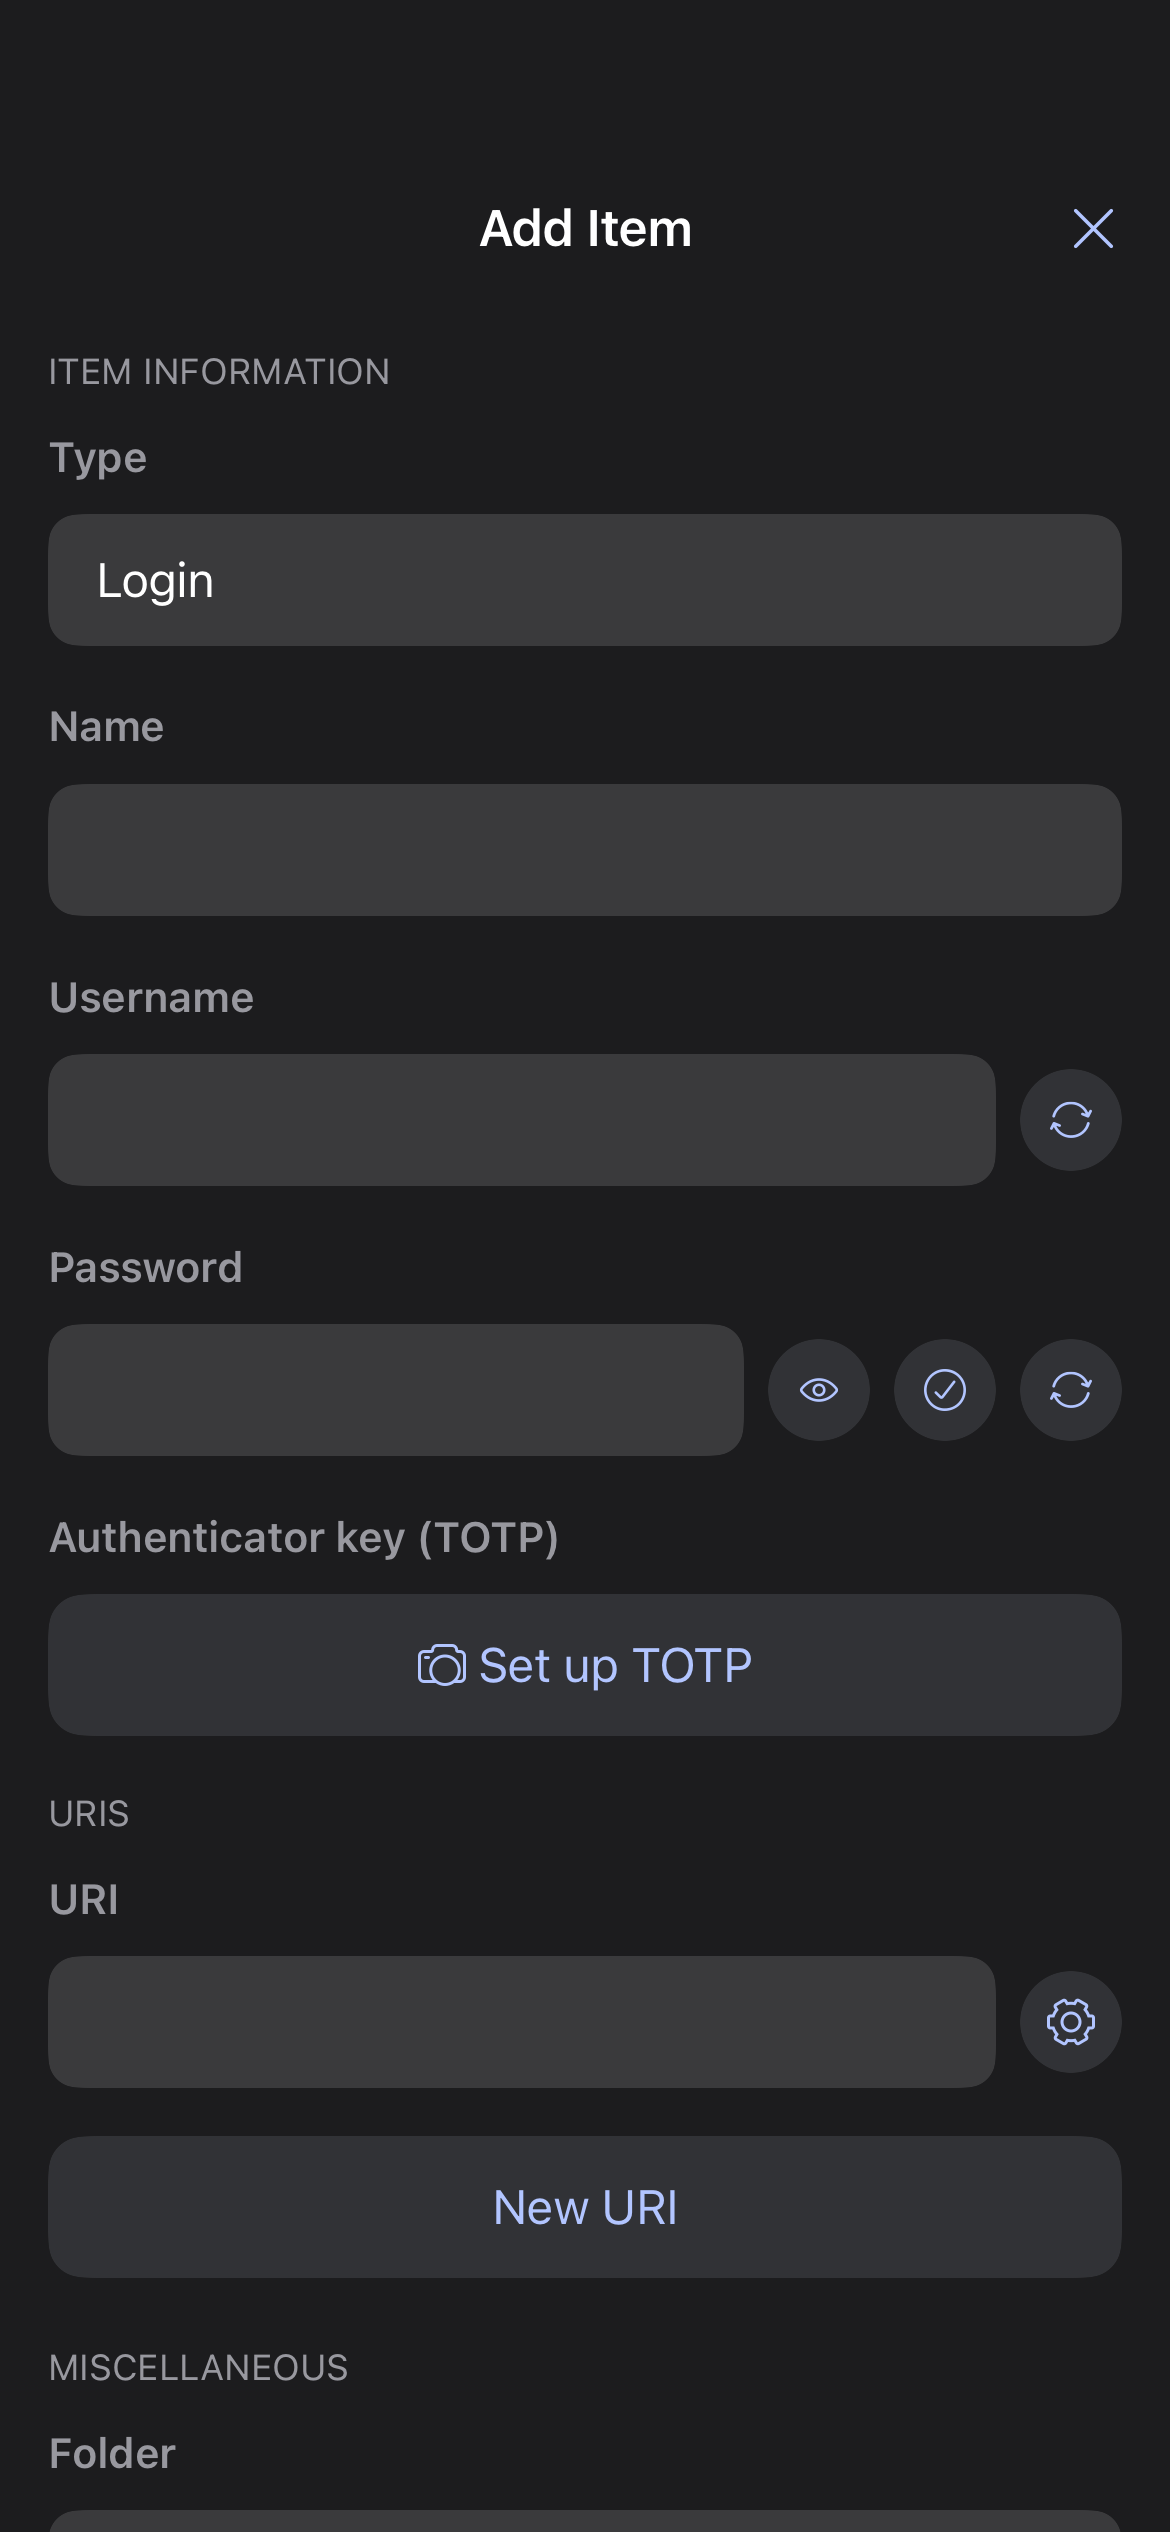 Add Item
ITEM INFORMATION
Type
Login
Name
Username
Password
Authenticator key (TOTP)
Set up TOTP
URIS
URI
New URI
MISCELLANEOUS
Folder